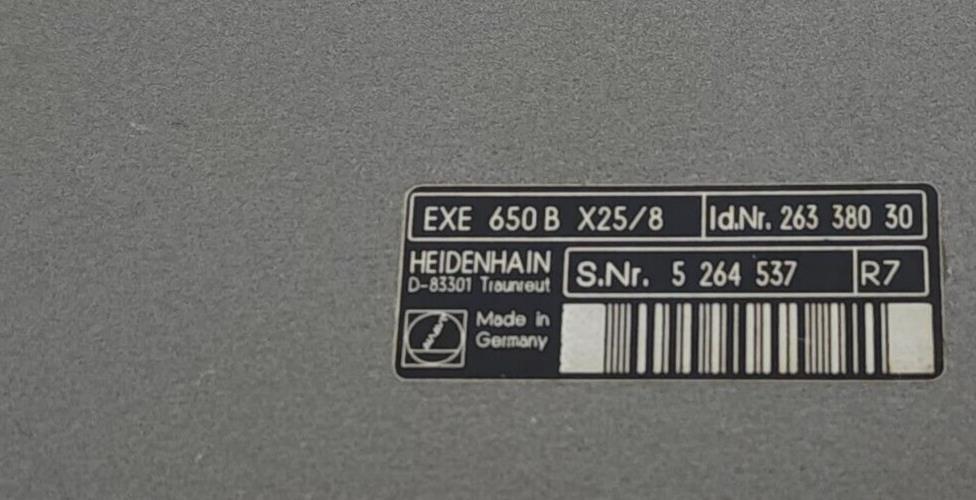 EXE 650 B X25/8 Id.Nr. 263 380 30
HEIDENHAIN
D-83301 Traunreut
S.Nr. 5 264 537 R7
Made in
Germany